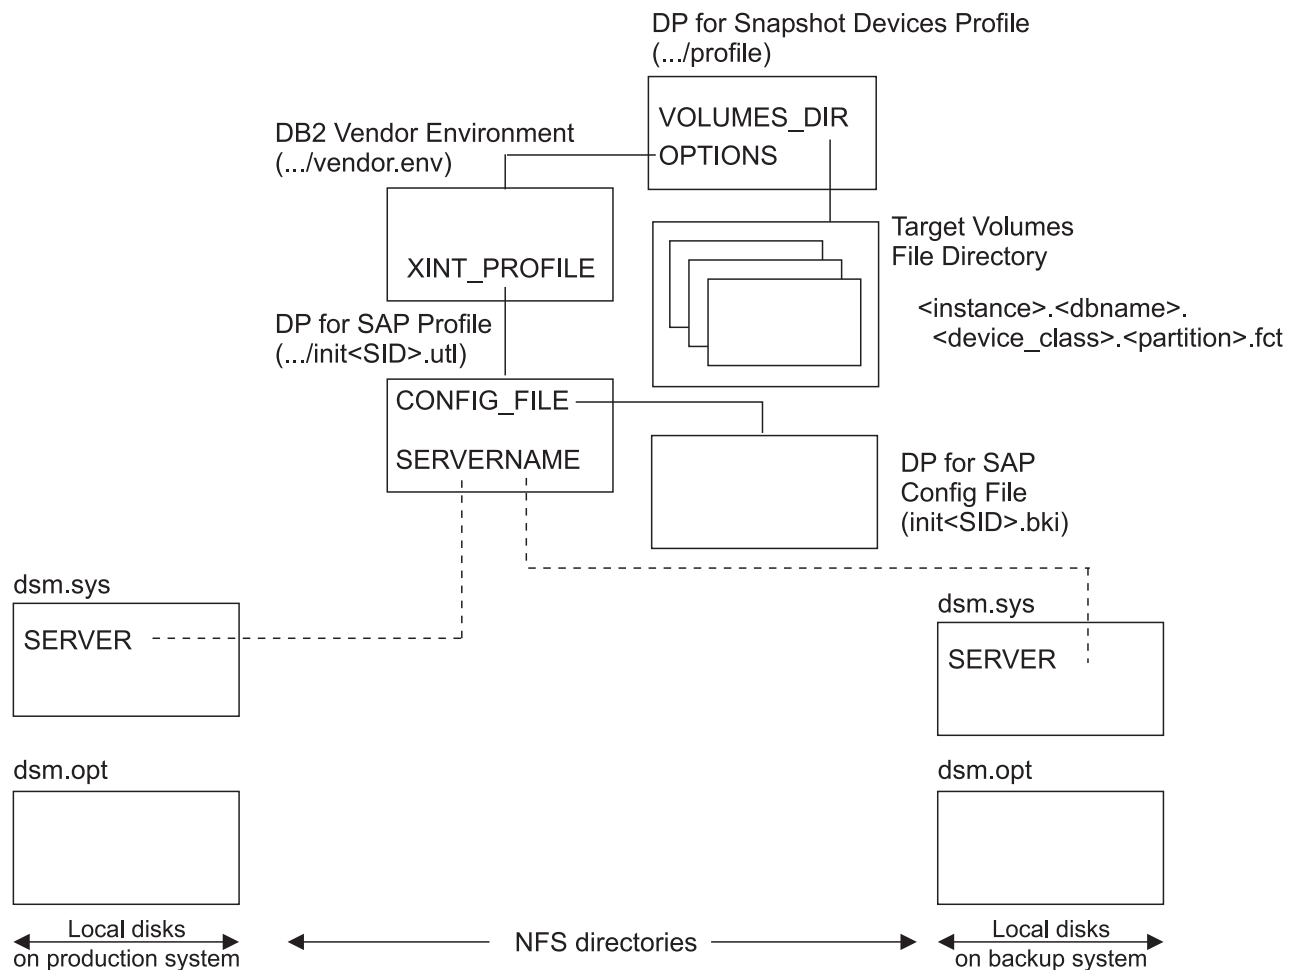 DP for Snapshot Devices Profile
(.../profile)
VOLUMES_DIR
OPTIONS
DB2 Vendor Environment
(.../vendor.env)
XINT_PROFILE
Target Volumes
File Directory
<instance>.<dbname>.
<device_class>.<partition>.fct
DP for SAP Profile
(.../init<SID>.utl)
CONFIG_FILE
SERVERNAME
DP for SAP
Config File
(init<SID>.bki)
dsm.sys
SERVER
dsm.sys
SERVER
dsm.opt
dsm.opt
Local disks
on production system
NFS directories
Local disks
on backup system